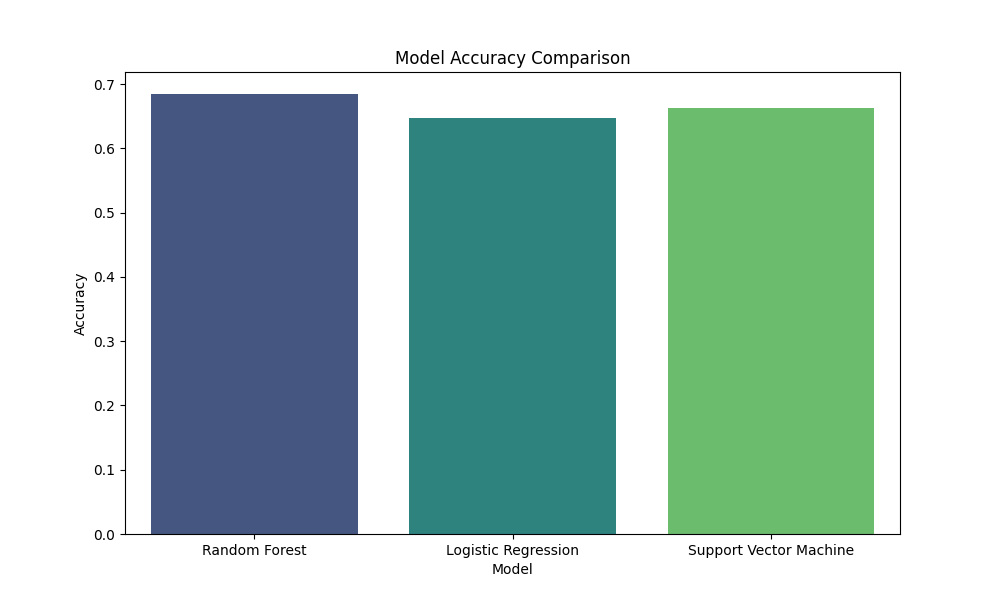 Model Accuracy Comparison
0.7
0.6
0.5
0.4
0.3
0.2
0.1
0.0
Accuracy
Random Forest
Logistic Regression
Support Vector Machine
Model